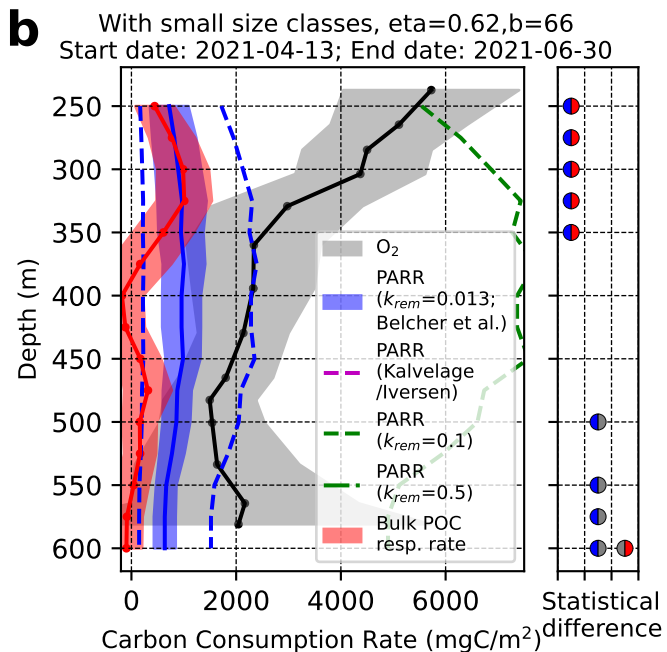 b
With small size classes, eta=0.62,b=66
Start date: 2021-04-13; End date: 2021-06-30
250
300
350
400
450
500
550
600
Depth (m)
O₂
PARR
(k_rem=0.013;
Belcher et al.)
PARR
(Kalvelage
/Iversen)
PARR
(k_rem=0.1)
PARR
(k_rem=0.5)
Bulk POC
resp. rate
0 2000 4000 6000
Carbon Consumption Rate (mgC/m²)
Statistical
difference